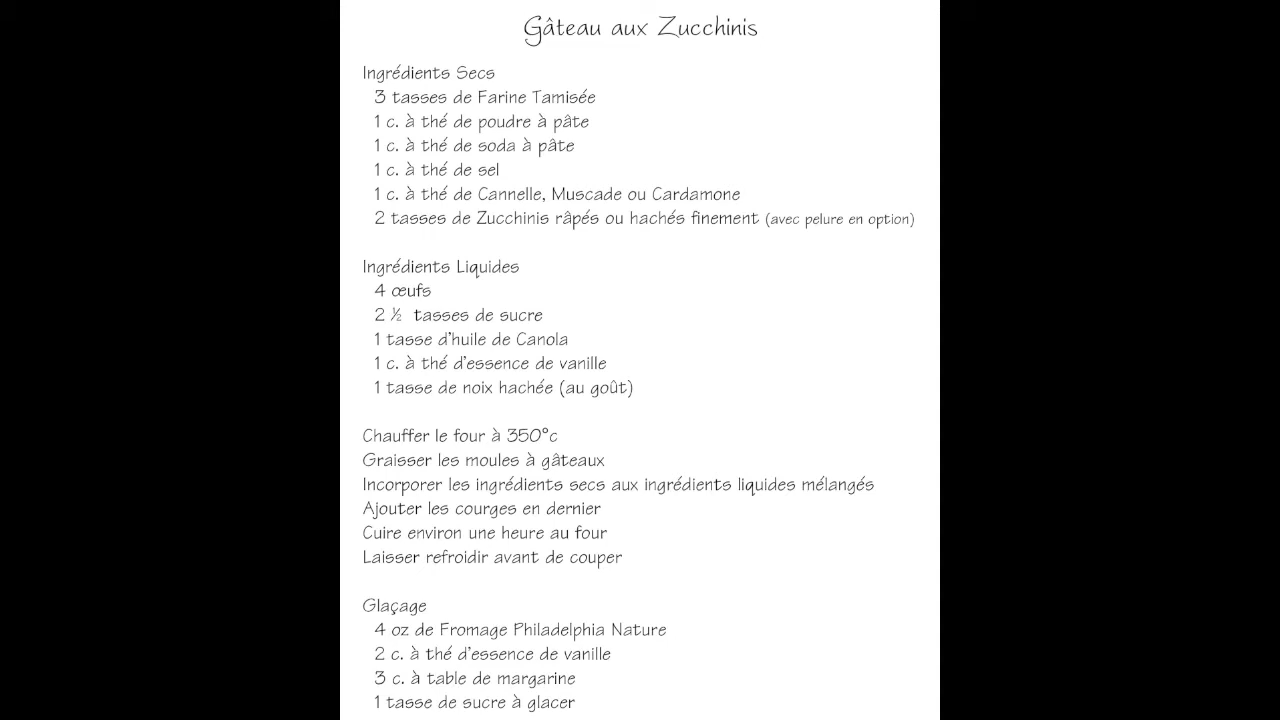 Gâteau aux Zucchinis
Ingrédients Secs
3 tasses de Farine Tamisée
1 c. à thé de poudre à pâte
1 c. à thé de soda à pâte
1 c. à thé de sel
1 c. à thé de Cannelle, Muscade ou Cardamone
2 tasses de Zucchinis râpés ou hachés finement (avec pelure en option)
Ingrédients Liquides
4 œufs
2 ½ tasses de sucre
1 tasse d'huile de Canola
1 c. à thé d'essence de vanille
1 tasse de noix hachée (au goût)
Chauffer le four à 350°c
Graisser les moules à gâteaux
Incorporer les ingrédients secs aux ingrédients liquides mélangés
Ajouter les courges en dernier
Cuire environ une heure au four
Laisser refroidir avant de couper
Glaçage
4 oz de Fromage Philadelphia Nature
2 c. à thé d'essence de vanille
3 c. à table de margarine
1 tasse de sucre à glacer